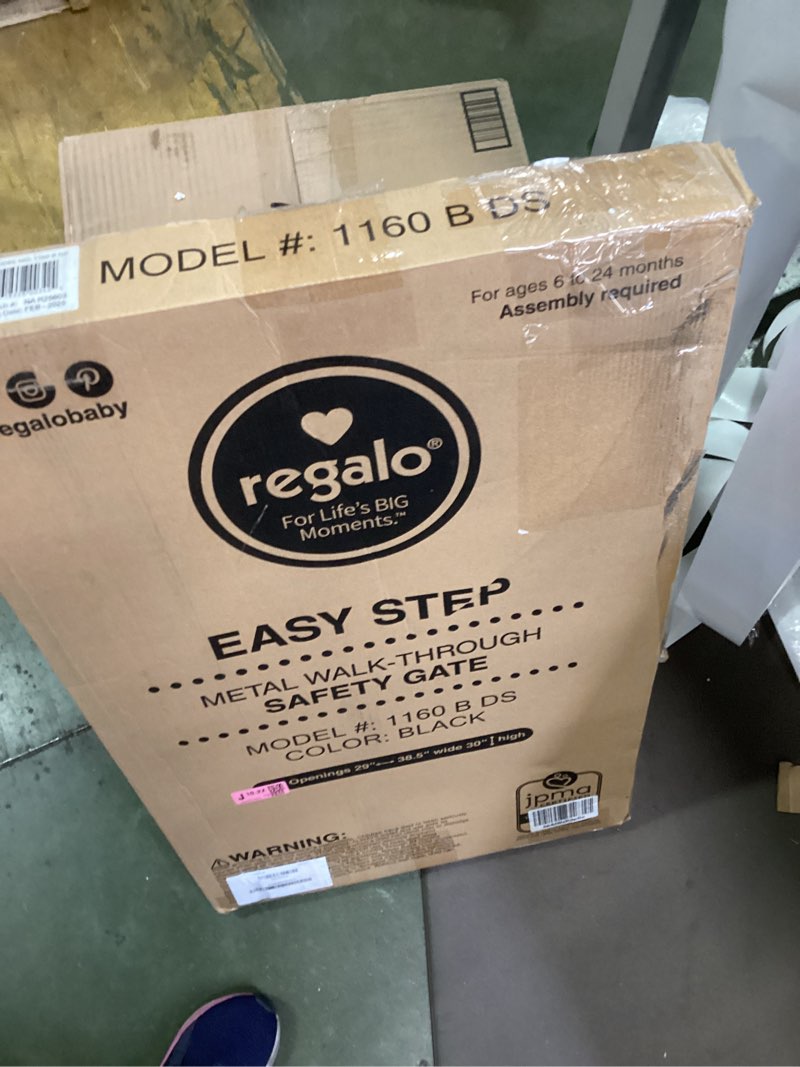 MODEL #: 1160 B DS
For ages 6 to 24 months
Assembly required
egalobaby
regalo®
For Life's BIG
Moments.™
EASY STEP
METAL WALK-THROUGH
SAFETY GATE
MODEL #: 1160 B DS
COLOR: BLACK
Openings 29" 38.5" wide 30" high
jpma
WARNING: